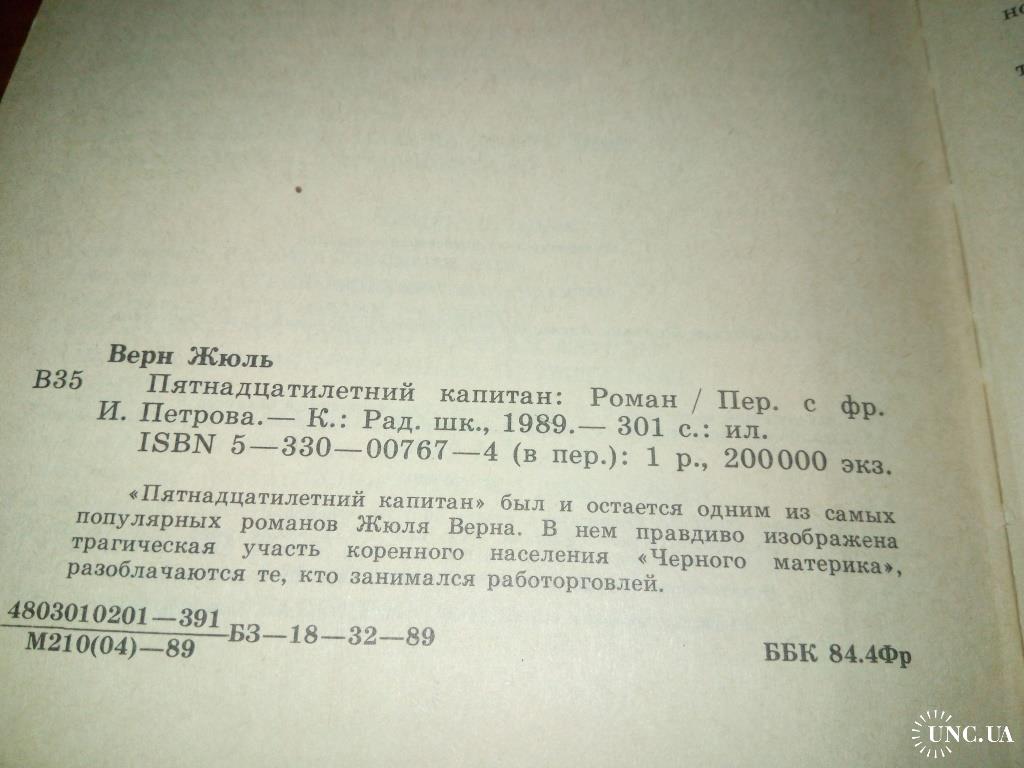 Верн Жюль
В35 Пятнадцатилетний капитан: Роман / Пер. с фр.
И. Петрова.— К.: Рад. шк., 1989.— 301 с.: ил.
ISBN 5—330—00767—4 (в пер.): 1 р., 200000 экз.
«Пятнадцатилетний капитан» был и остается одним из самых
популярных романов Жюля Верна. В нем правдиво изображена
трагическая участь коренного населения «Черного материка»,
разоблачаются те, кто занимался работорговлей.
4803010201—391
М210(04)—89
БЗ—18—32—89
ББК 84.4Фр
UNC.UA